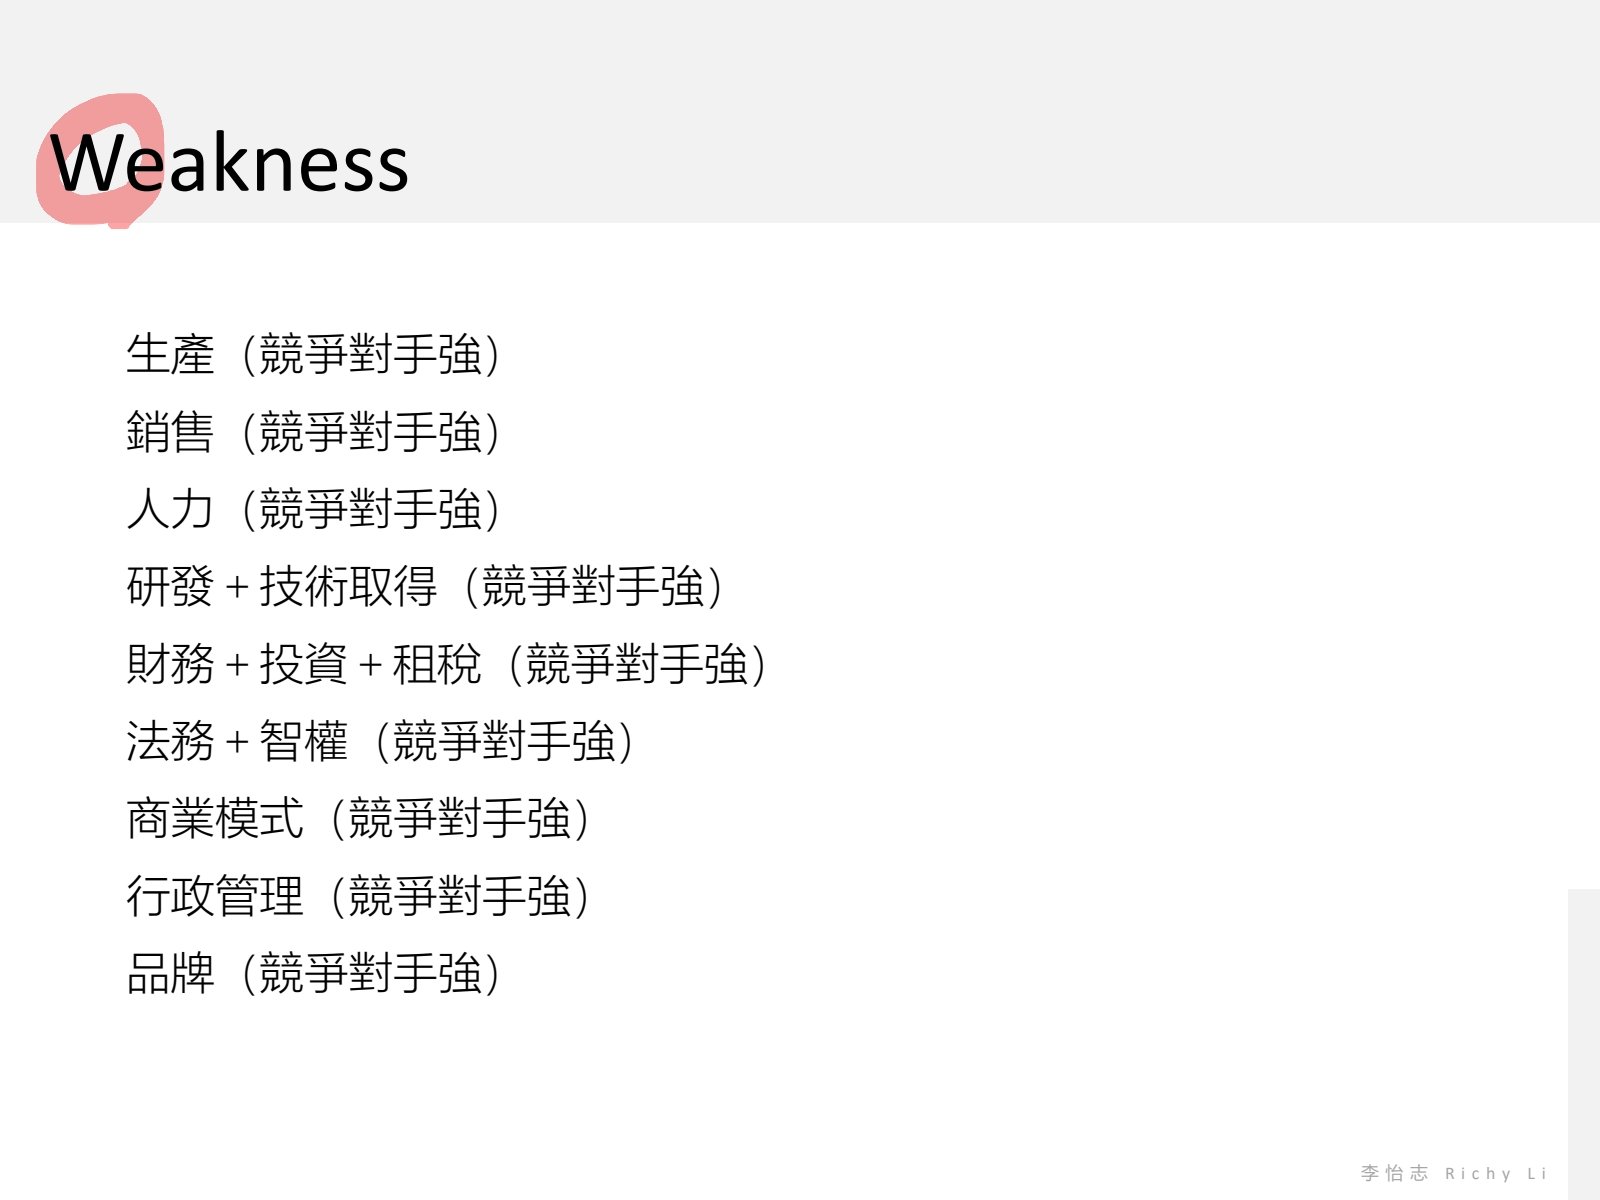 Weakness
生產（競爭對手強）
銷售（競爭對手強）
人力（競爭對手強）
研發 + 技術取得（競爭對手強）
財務 + 投資 + 租稅（競爭對手強）
法務 + 智權（競爭對手強）
商業模式（競爭對手強）
行政管理（競爭對手強）
品牌（競爭對手強）
李怡志 Richy Li